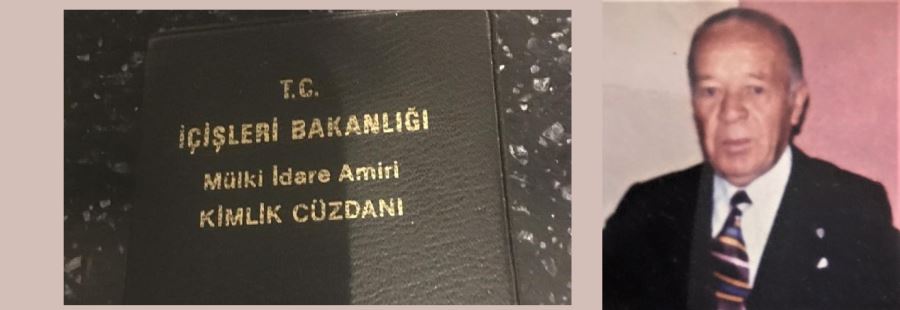 T.C.
İÇİŞLERİ BAKANLIĞI
Mülki İdare Amiri
KİMLİK CÜZDANI